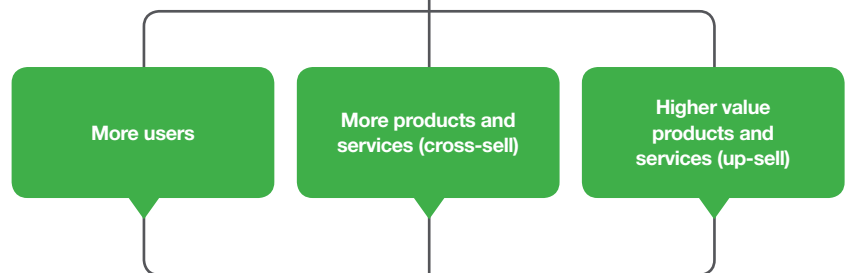 More users
More products and
services (cross-sell)
Higher value
products and
services (up-sell)